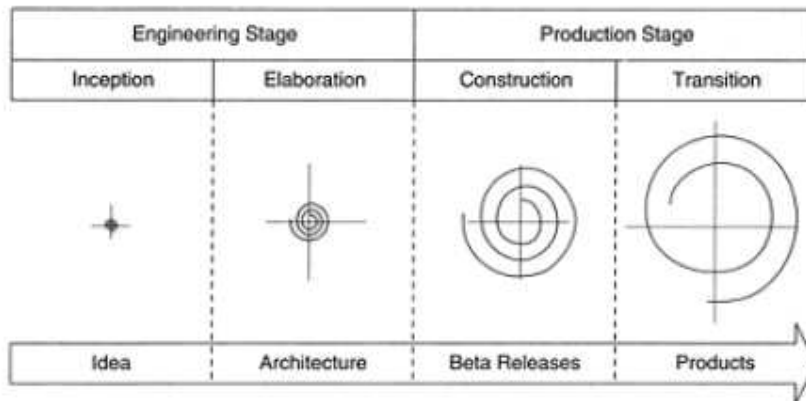 Engineering Stage Production Stage
Inception Elaboration Construction Transition
Idea Architecture Beta Releases Products